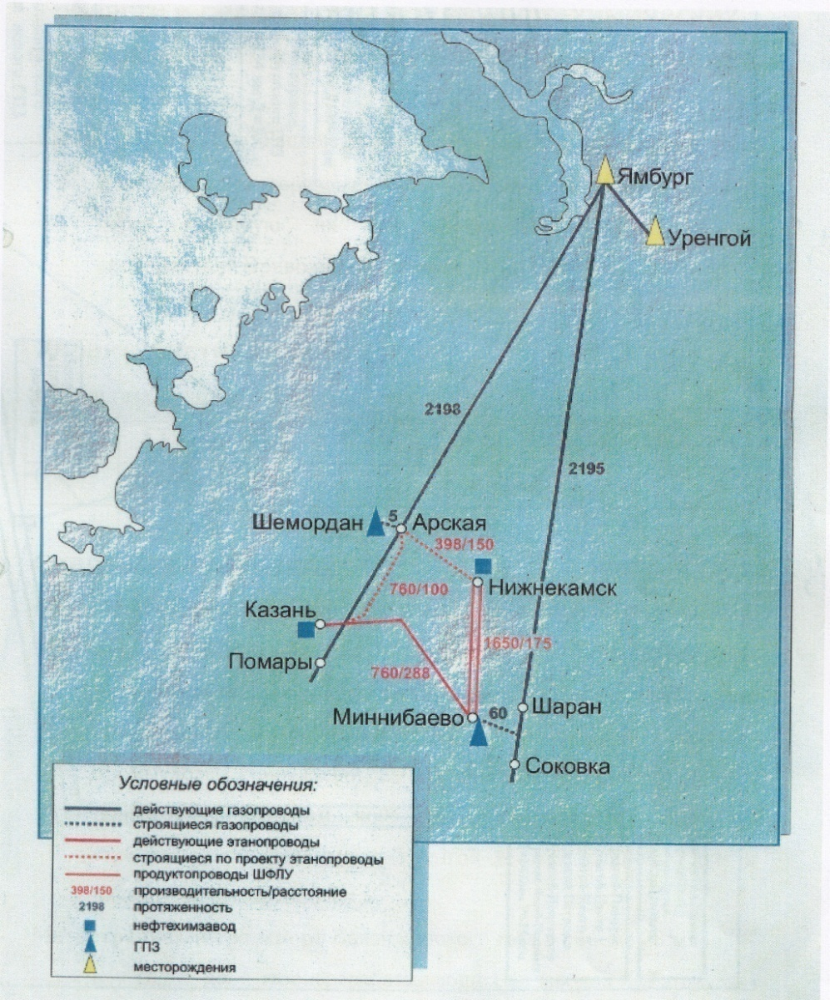 Ямбург
Уренгой
2198
2195
Шемордан
5
Арская
398/150
Нижнекамск
760/100
Казань
1650/175
Помары
760/288
Миннибаево
60
Шаран
Соковка
Условные обозначения:
действующие газопроводы
строящиеся газопроводы
действующие этанопроводы
строящиеся по проекту этанопроводы
продуктопроводы ШФЛУ
398/150 производительность/расстояние
2198 протяженность
нефтехимзавод
ГПЗ
месторождения